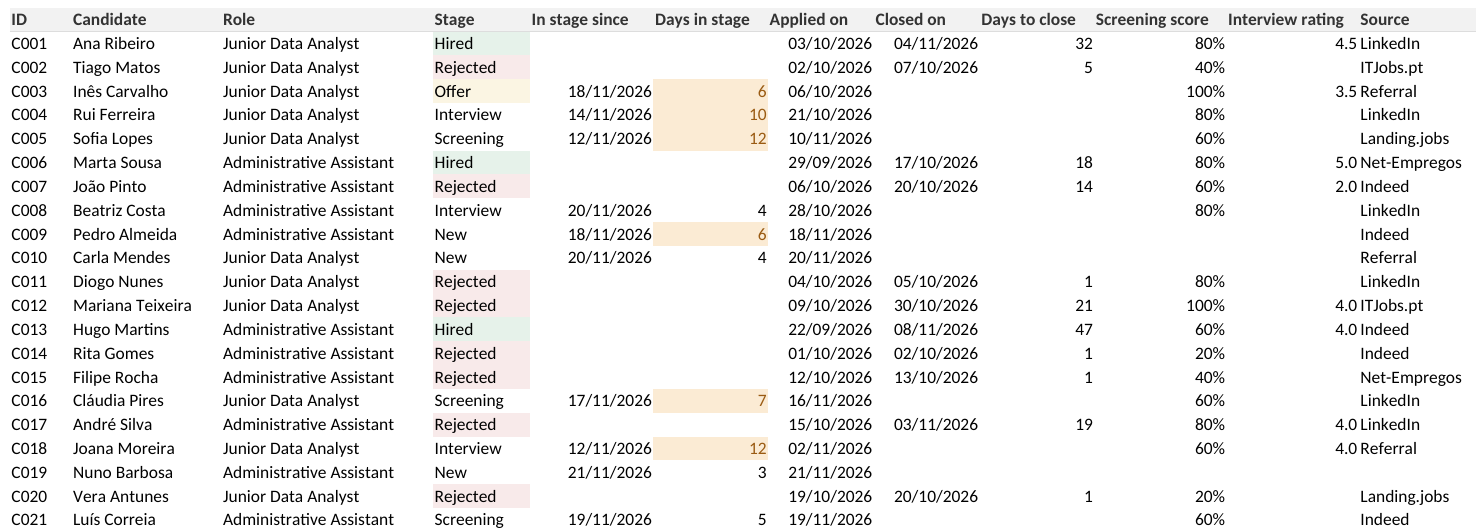 ID Candidate Role Stage In stage since Days in stage Applied on Closed on Days to close Screening score Interview rating Source
C001 Ana Ribeiro Junior Data Analyst Hired 03/10/2026 04/11/2026 32 80% 4.5 LinkedIn
C002 Tiago Matos Junior Data Analyst Rejected 02/10/2026 07/10/2026 5 40% ITJobs.pt
C003 Inês Carvalho Junior Data Analyst Offer 18/11/2026 6 06/10/2026 100% 3.5 Referral
C004 Rui Ferreira Junior Data Analyst Interview 14/11/2026 10 21/10/2026 80% LinkedIn
C005 Sofia Lopes Junior Data Analyst Screening 12/11/2026 12 10/11/2026 60% Landing.jobs
C006 Marta Sousa Administrative Assistant Hired 29/09/2026 17/10/2026 18 80% 5.0 Net-Empregos
C007 João Pinto Administrative Assistant Rejected 06/10/2026 20/10/2026 14 60% 2.0 Indeed
C008 Beatriz Costa Administrative Assistant Interview 20/11/2026 4 28/10/2026 80% LinkedIn
C009 Pedro Almeida Administrative Assistant New 18/11/2026 6 18/11/2026 Indeed
C010 Carla Mendes Junior Data Analyst New 20/11/2026 4 20/11/2026 Referral
C011 Diogo Nunes Junior Data Analyst Rejected 04/10/2026 05/10/2026 1 80% LinkedIn
C012 Mariana Teixeira Junior Data Analyst Rejected 09/10/2026 30/10/2026 21 100% 4.0 ITJobs.pt
C013 Hugo Martins Administrative Assistant Hired 22/09/2026 08/11/2026 47 60% 4.0 Indeed
C014 Rita Gomes Administrative Assistant Rejected 01/10/2026 02/10/2026 1 20% Indeed
C015 Filipe Rocha Administrative Assistant Rejected 12/10/2026 13/10/2026 1 40% Net-Empregos
C016 Cláudia Pires Junior Data Analyst Screening 17/11/2026 7 16/11/2026 60% LinkedIn
C017 André Silva Administrative Assistant Rejected 15/10/2026 03/11/2026 19 80% 4.0 LinkedIn
C018 Joana Moreira Junior Data Analyst Interview 12/11/2026 12 02/11/2026 60% 4.0 Referral
C019 Nuno Barbosa Administrative Assistant New 21/11/2026 3 21/11/2026
C020 Vera Antunes Junior Data Analyst Rejected 19/10/2026 20/10/2026 1 20% Landing.jobs
C021 Luís Correia Administrative Assistant Screening 19/11/2026 5 19/11/2026 60% Indeed